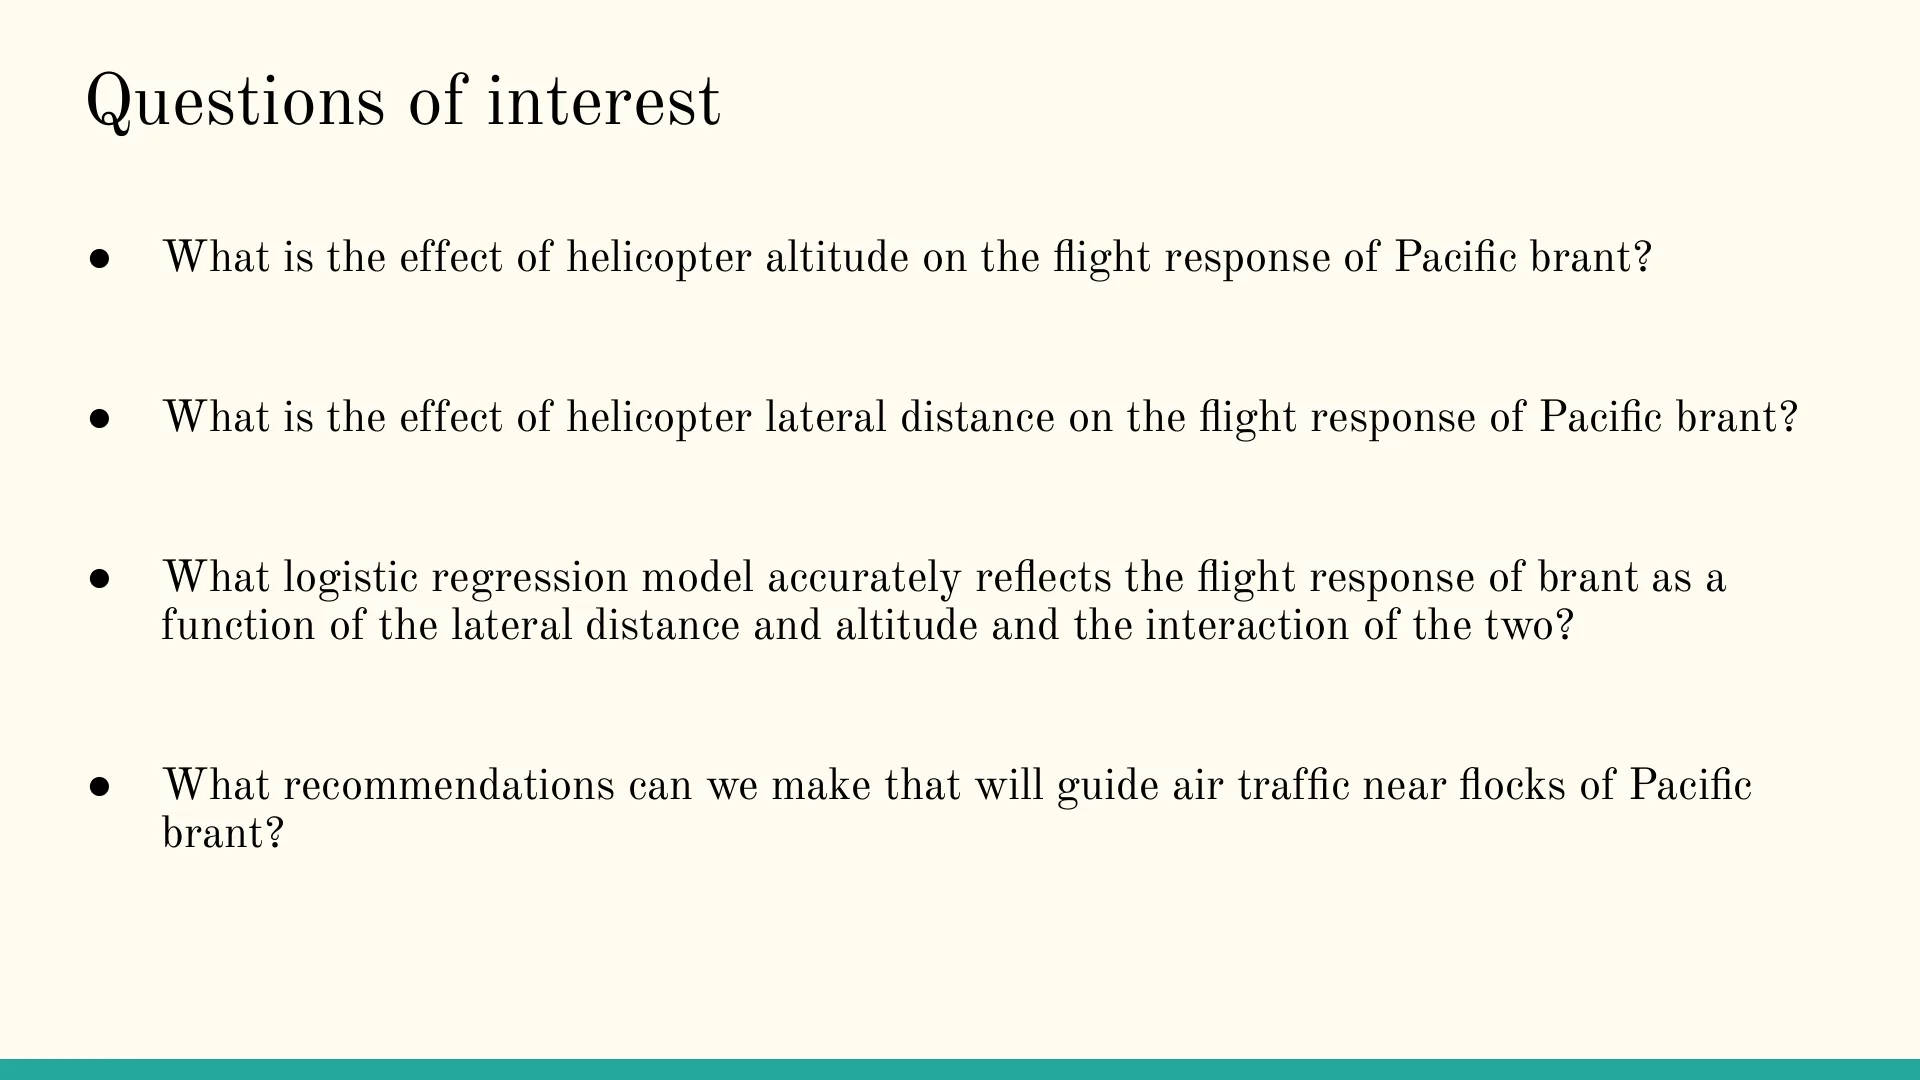 Questions of interest
● What is the effect of helicopter altitude on the flight response of Pacific brant?
● What is the effect of helicopter lateral distance on the flight response of Pacific brant?
● What logistic regression model accurately reflects the flight response of brant as a
function of the lateral distance and altitude and the interaction of the two?
● What recommendations can we make that will guide air traffic near flocks of Pacific
brant?